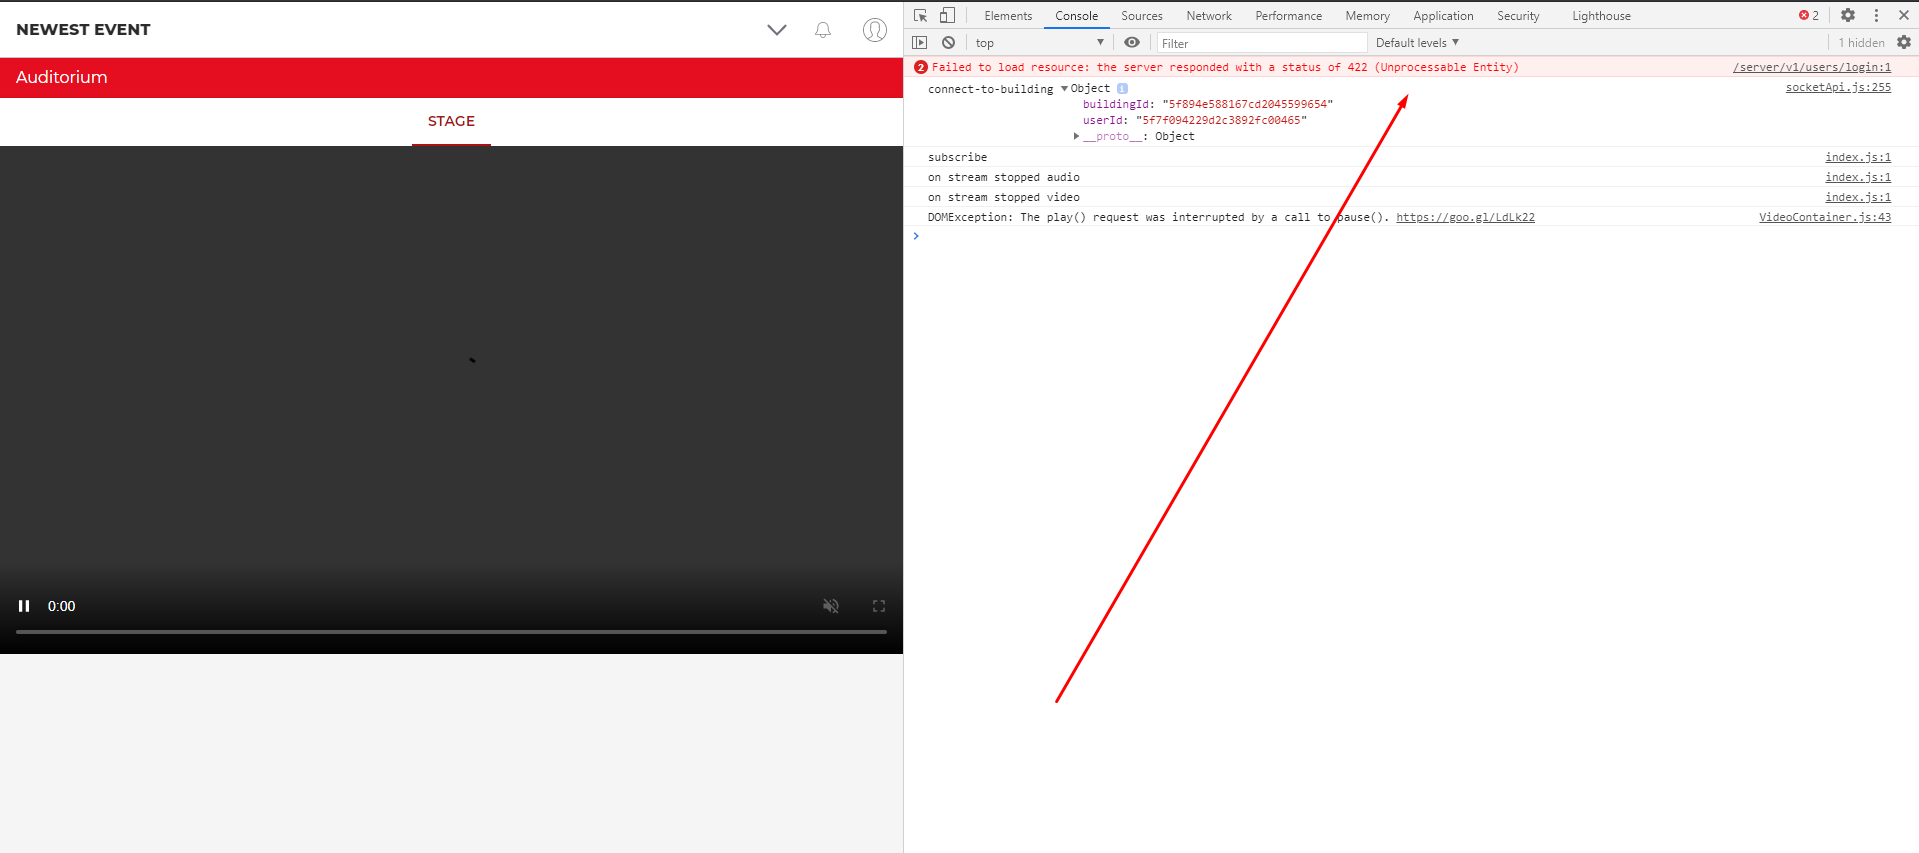 NEWEST EVENT
Auditorium
STAGE
0:00
Elements Console Sources Network Performance Memory Application Security Lighthouse 2
top Filter Default levels 1 hidden
2 Failed to load resource: the server responded with a status of 422 (Unprocessable Entity) /server/v1/users/login:1
connect-to-building Object i socketApi.js:255
buildingId: "5f894e588167cd2045599654"
userId: "5f7f094229d2c3892fc00465"
__proto__: Object
subscribe index.js:1
on stream stopped audio index.js:1
on stream stopped video index.js:1
DOMException: The play() request was interrupted by a call to pause(). https://goo.gl/LdLk22 VideoContainer.js:43